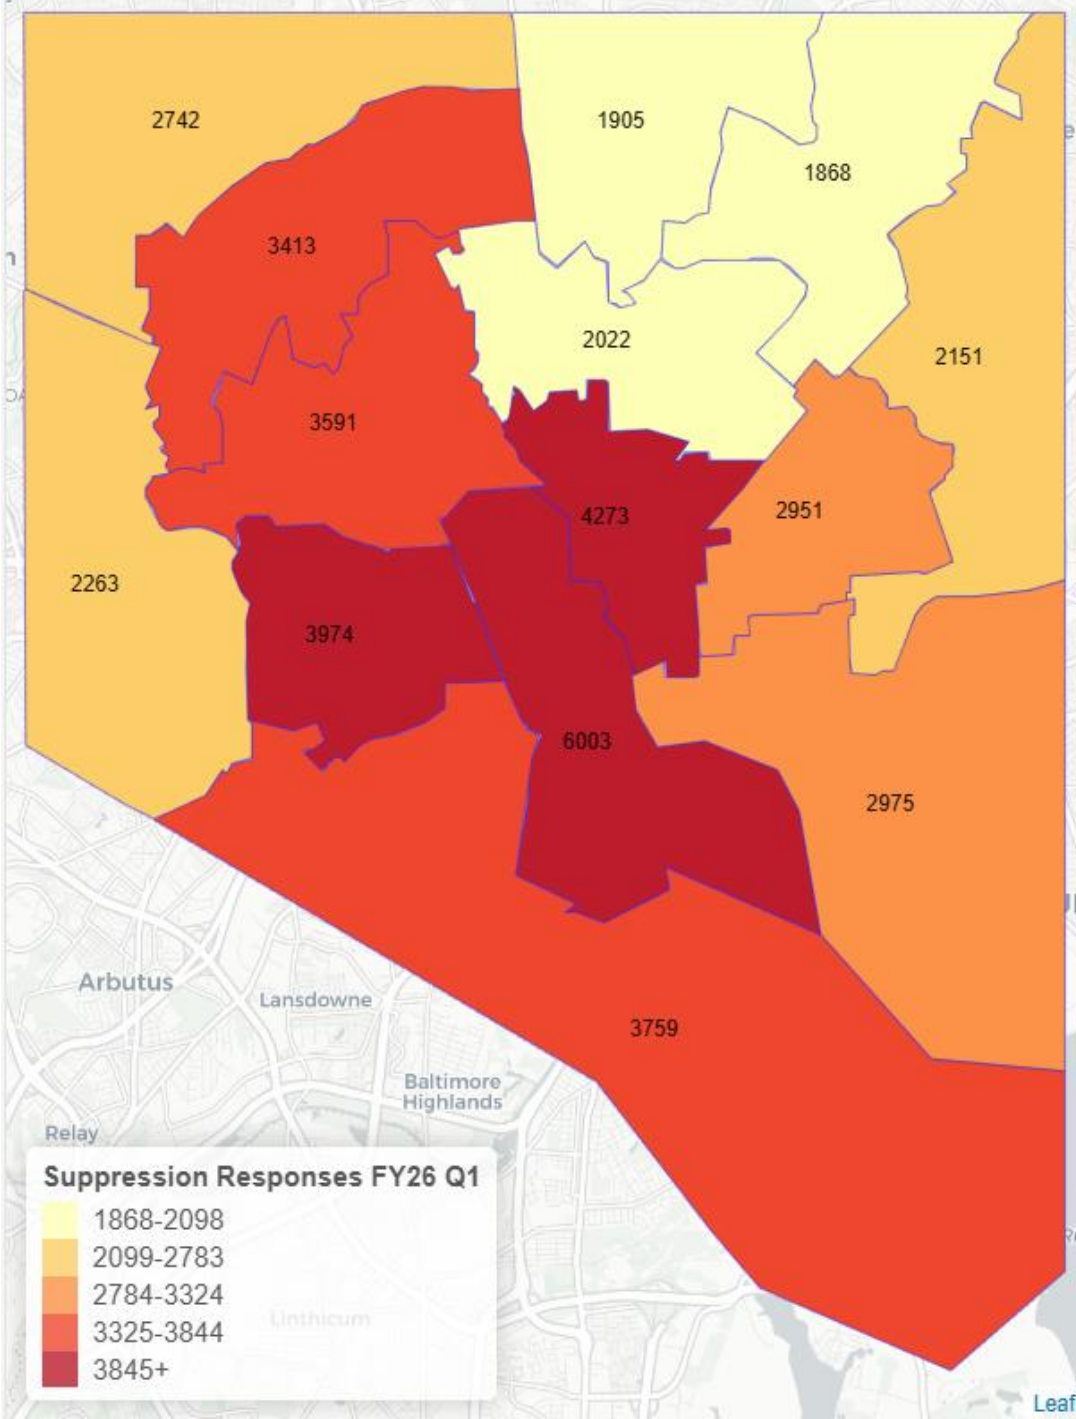 2742
1905
1868
3413
2022
2151
3591
4273
2951
2263
3974
6003
2975
Arbutus
Lansdowne
3759
Baltimore
Highlands
Relay
Suppression Responses FY26 Q1
1868-2098
2099-2783
2784-3324
3325-3844
3845+
Linthicum
Leaf